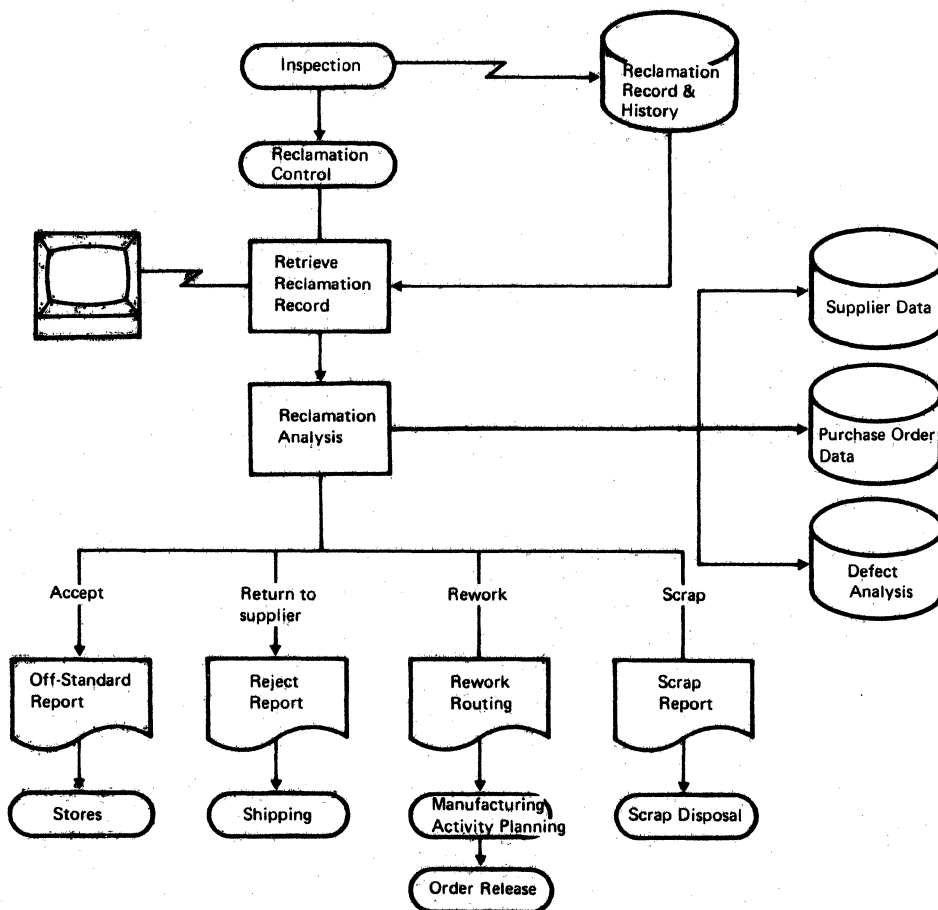 Inspection
Reclamation
Record &
History
Reclamation
Control
Retrieve
Reclamation
Record
Supplier Data
Reclamation
Analysis
Purchase Order
Data
Defect
Analysis
Accept
Return to
supplier
Rework
Scrap
Off-Standard
Report
Reject
Report
Rework
Routing
Scrap
Report
Stores
Shipping
Manufacturing
Activity Planning
Scrap Disposal
Order Release